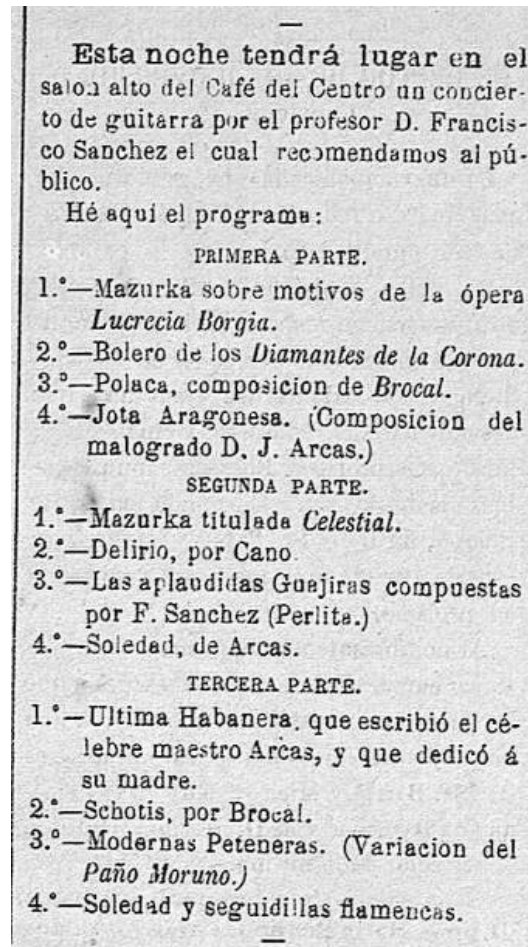 Esta noche tendrá lugar en el
salon alto del Café del Centro un concier-
to de guitarra por el profesor D. Francis-
co Sanchez el cual recomendamos al pú-
blico.
Hé aquí el programa:
PRIMERA PARTE.
1.°—Mazurka sobre motivos de la ópera
Lucrecia Borgia.
2.°—Bolero de los Diamantes de la Corona.
3.°—Polaca, composicion de Brocal.
4.°—Jota Aragonesa. (Composicion del
malogrado D. J. Arcas.)
SEGUNDA PARTE.
1.°—Mazurka titulada Celestial.
2.°—Delirio, por Cano
3.°—Las aplaudidas Guajiras compuestas
por F. Sanchez (Perlita.)
4.°—Soledad, de Arcas.
TERCERA PARTE.
1.°—Ultima Habanera, que escribió el cé-
lebre maestro Arcas, y que dedicó á
su madre.
2.°—Schotis, por Brocal.
3.°—Modernas Peteneras. (Variacion del
Paño Moruno.)
4.°—Soledad y seguidillas flamencas.